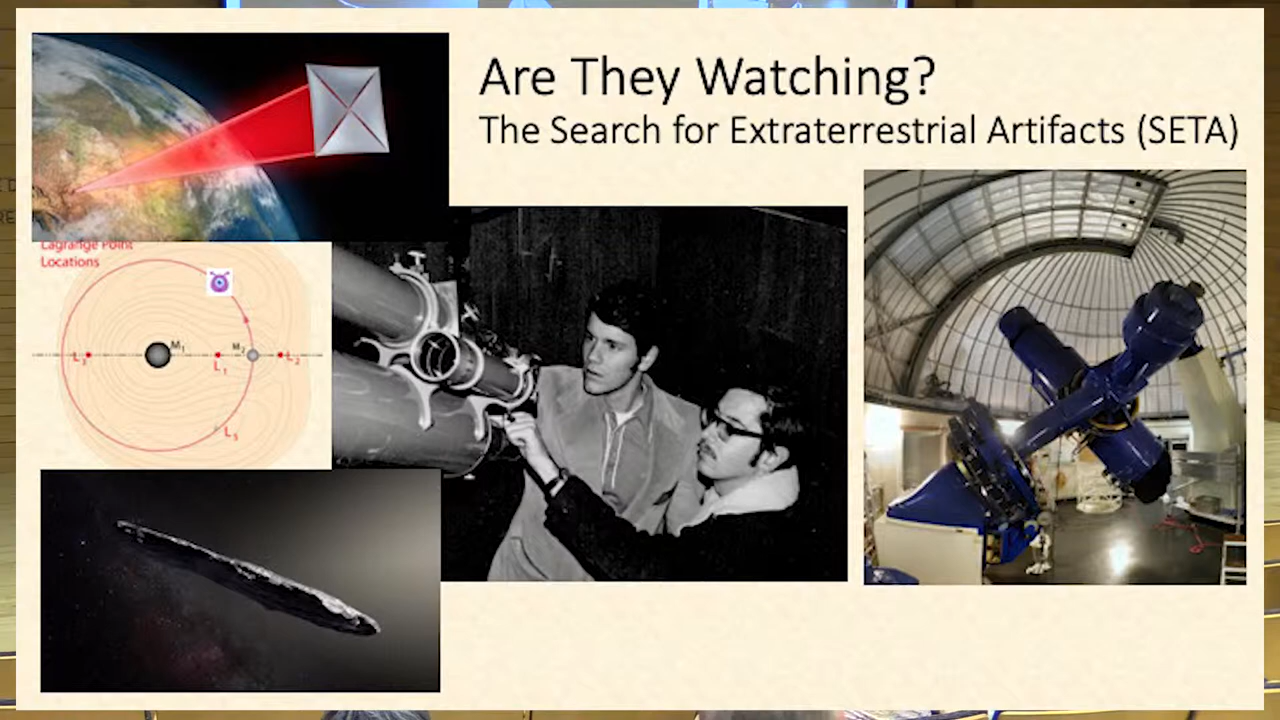 Are They Watching?
The Search for Extraterrestrial Artifacts (SETA)
Lagrange Point
Locations
L3
M1
L1
M2
L2
L5